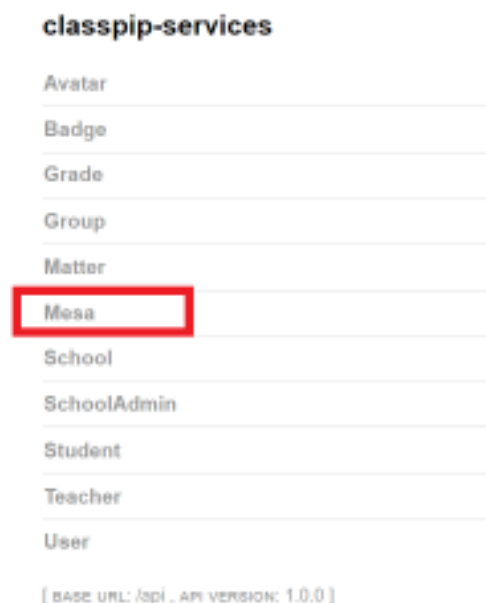 classpip-services
Avatar
Badge
Grade
Group
Matter
Mesa
School
SchoolAdmin
Student
Teacher
User
[ BASE URL: /api , API VERSION: 1.0.0 ]